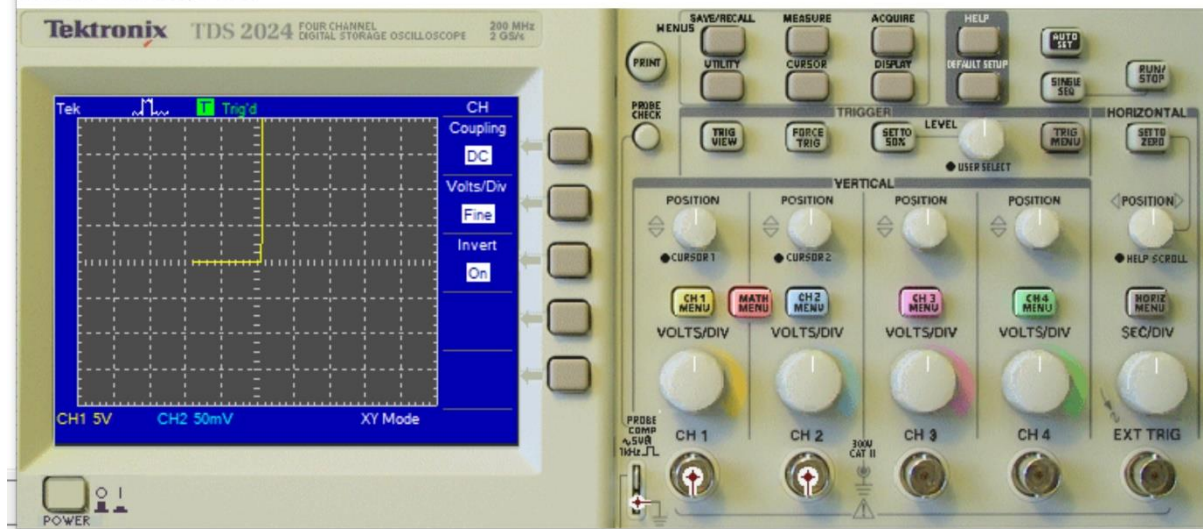 Tektronix TDS 2024 FOUR CHANNEL DIGITAL STORAGE OSCILLOSCOPE 200 MHz 2 GS/s
Tek T Trig'd CH
Coupling
DC
Volts/Div
Fine
Invert
On
CH1 5V CH2 50mV XY Mode
POWER
MENUS
SAVE/RECALL MEASURE ACQUIRE HELP
PRINT
UTILITY CURSOR DISPLAY DEFAULT SETUP
AUTO SET
SINGLE SEQ
RUN/ STOP
PROBE CHECK
TRIGGER
HORIZONTAL
TRIG VIEW
FORCE TRIG
SET TO 50%
LEVEL
USER SELECT
TRIG MENU
SET TO ZERO
VERTICAL
POSITION POSITION POSITION POSITION POSITION
CURSOR 1 CURSOR 2 HELP SCROLL
CH 1 MENU
MATH MENU
CH 2 MENU
CH 3 MENU
CH 4 MENU
HORIZ MENU
VOLTS/DIV VOLTS/DIV VOLTS/DIV VOLTS/DIV SEC/DIV
PROBE COMP
1kHz
CH 1 CH 2 CH 3 CH 4 EXT TRIG
300V
CAT II